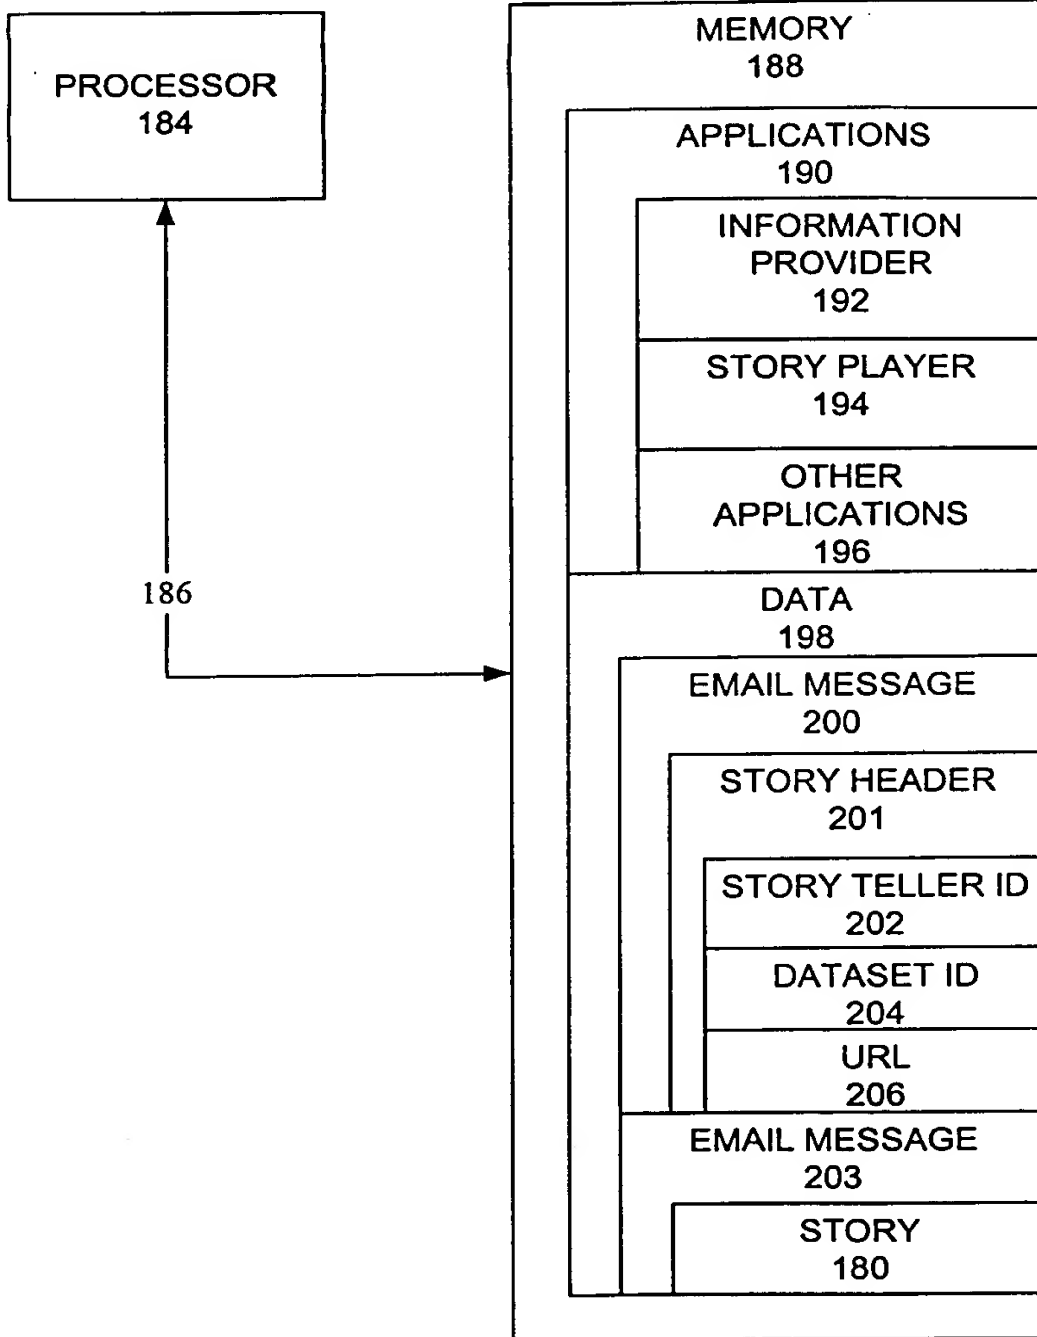 PROCESSOR
184
186
MEMORY
188
APPLICATIONS
190
INFORMATION
PROVIDER
192
STORY PLAYER
194
OTHER
APPLICATIONS
196
DATA
198
EMAIL MESSAGE
200
STORY HEADER
201
STORY TELLER ID
202
DATASET ID
204
URL
206
EMAIL MESSAGE
203
STORY
180